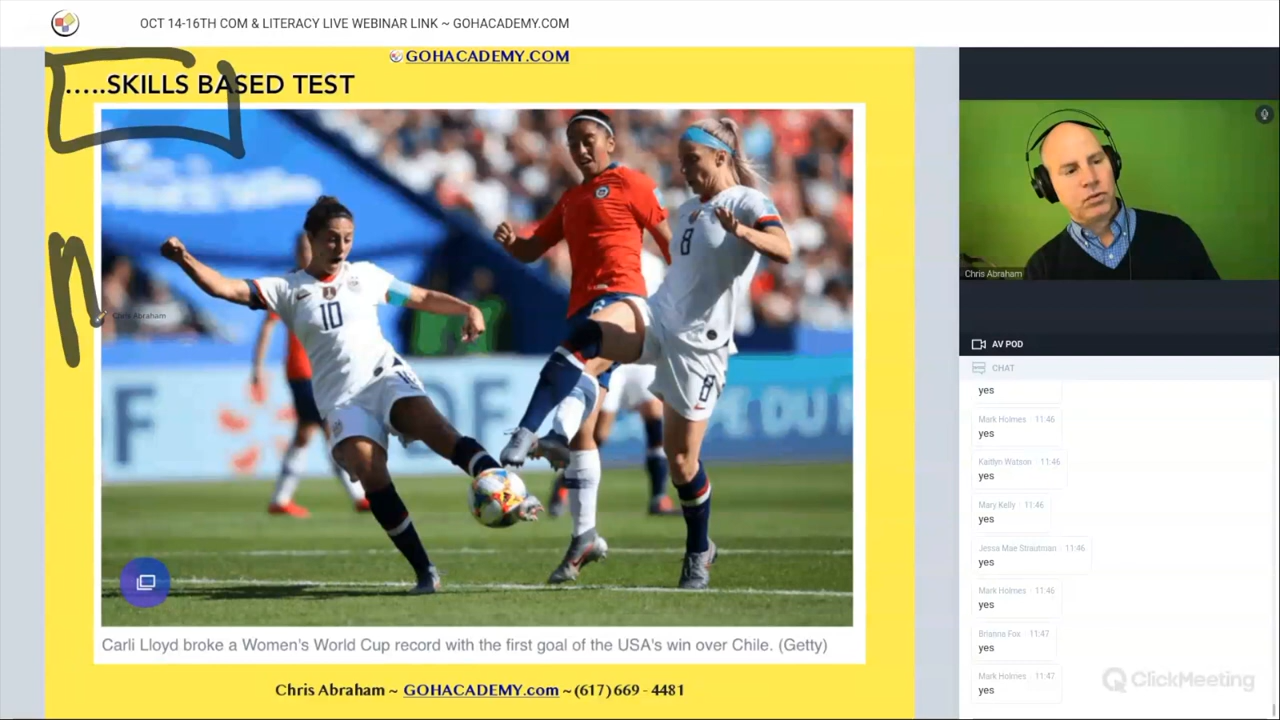 OCT 14-16TH COM & LITERACY LIVE WEBINAR LINK ~ GOHACADEMY.COM
GOHACADEMY.COM
.....SKILLS BASED TEST
n
Chris Abraham
10
8
8
Carli Lloyd broke a Women's World Cup record with the first goal of the USA's win over Chile. (Getty)
Chris Abraham ~ GOHACADEMY.com ~ (617) 669 - 4481
Chris Abraham
AV POD
CHAT
yes
Mark Holmes 11:46
yes
Kaitlyn Watson 11:46
yes
Mary Kelly 11:46
yes
Jessa Mae Strautman 11:46
yes
Mark Holmes 11:46
yes
Brianna Fox 11:47
yes
Mark Holmes 11:47
yes
ClickMeeting